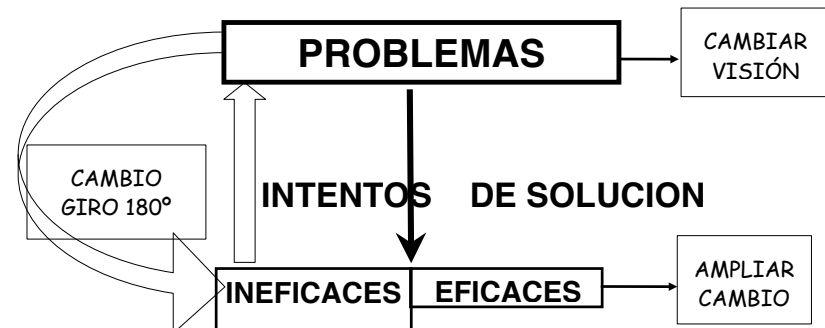 PROBLEMAS
CAMBIAR
VISIÓN
CAMBIO
GIRO 180º
INTENTOS DE SOLUCION
INEFICACES
EFICACES
AMPLIAR
CAMBIO